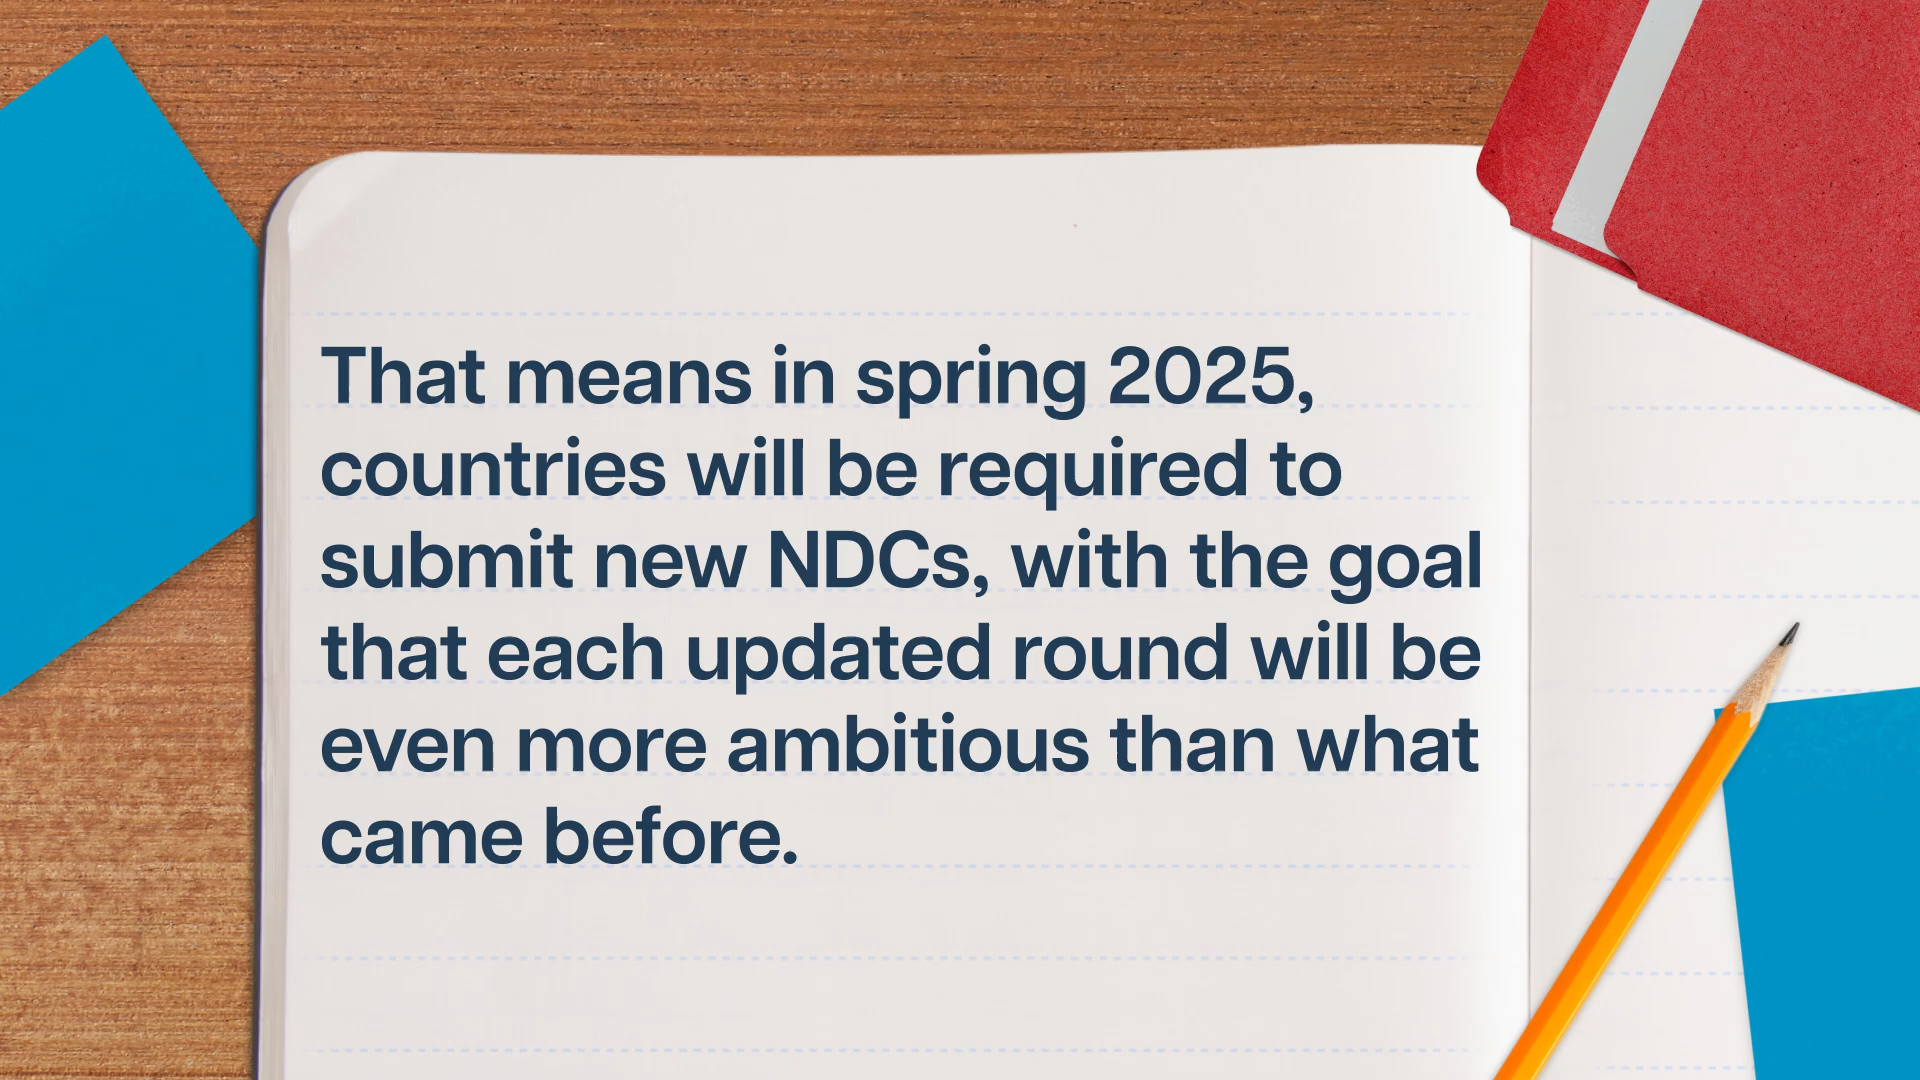 That means in spring 2025,
countries will be required to
submit new NDCs, with the goal
that each updated round will be
even more ambitious than what
came before.